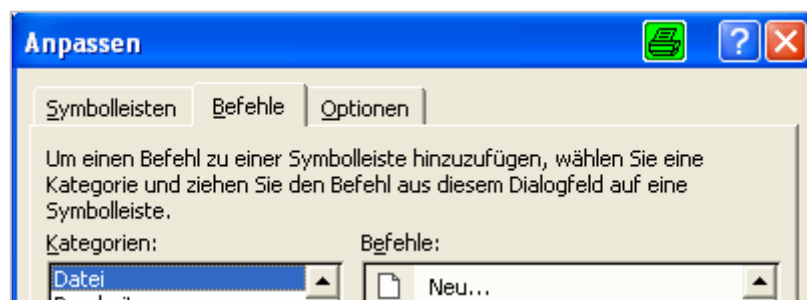 Anpassen
Symbolleisten Befehle Optionen
Um einen Befehl zu einer Symbolleiste hinzuzufügen, wählen Sie eine
Kategorie und ziehen Sie den Befehl aus diesem Dialogfeld auf eine
Symbolleiste.
Kategorien: Befehle:
Datei Neu...